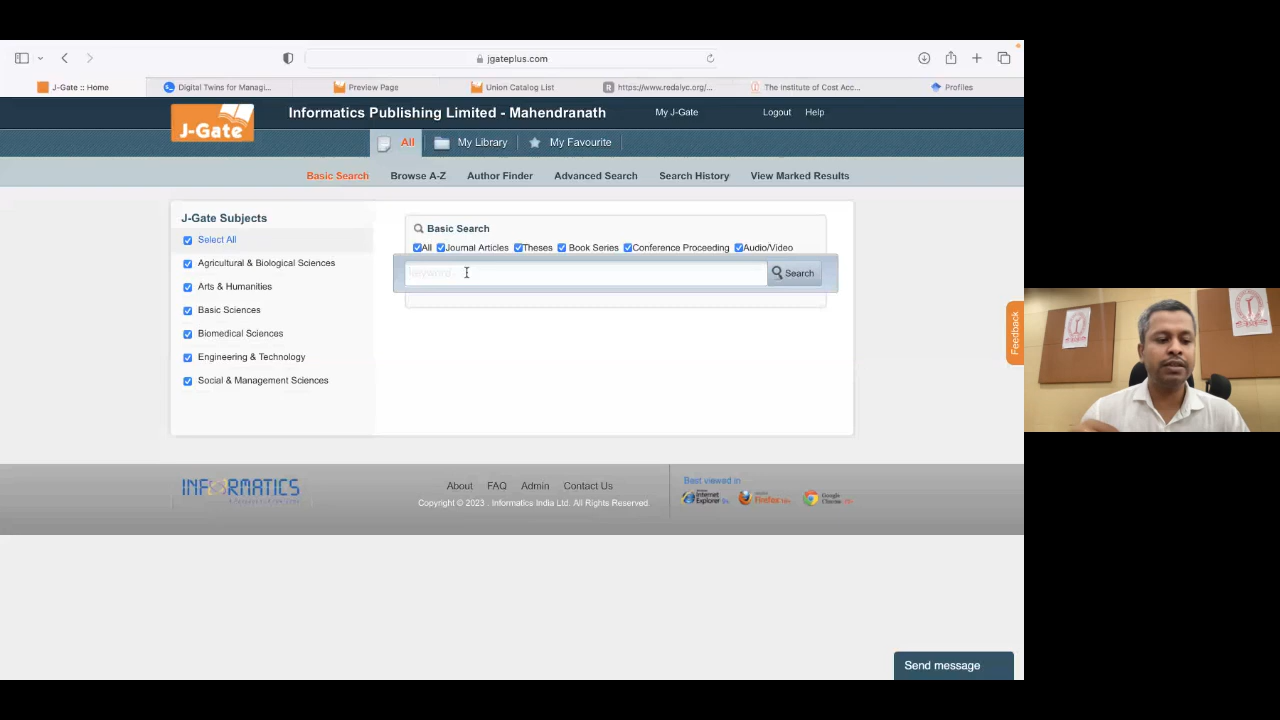 jgateplus.com
J-Gate :: Home
Digital Twins for Managi...
Preview Page
Union Catalog List
https://www.redalyc.org/...
The Institute of Cost Acc...
Profiles
J-Gate
Informatics Publishing Limited - Mahendranath
My J-Gate
Logout
Help
All
My Library
My Favourite
Basic Search
Browse A-Z
Author Finder
Advanced Search
Search History
View Marked Results
J-Gate Subjects
Select All
Agricultural & Biological Sciences
Arts & Humanities
Basic Sciences
Biomedical Sciences
Engineering & Technology
Social & Management Sciences
Basic Search
All
Journal Articles
Theses
Book Series
Conference Proceeding
Audio/Video
Search
Feedback
INFORMATICS
About
FAQ
Admin
Contact Us
Copyright © 2023 . Informatics India Ltd. All Rights Reserved
Best viewed in
Internet
Explorer
Firefox
Google
Chrome
Send message